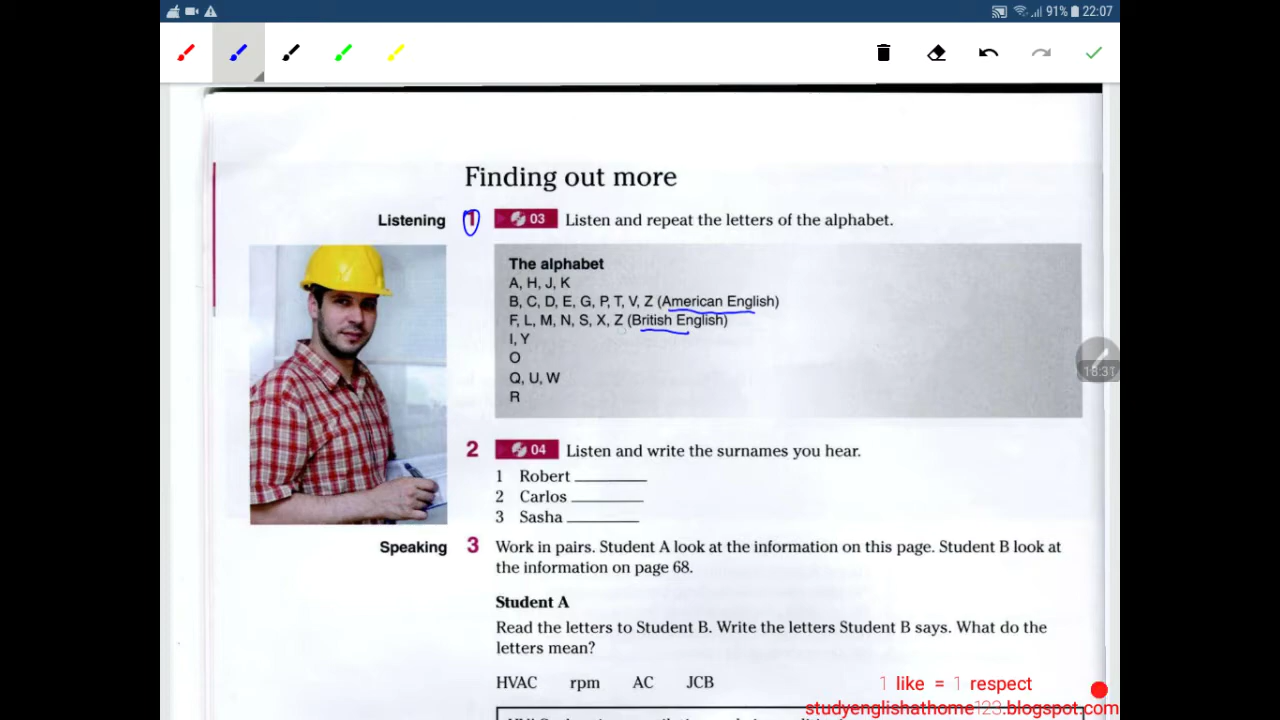 91% 22:07
Finding out more
Listening 1 03 Listen and repeat the letters of the alphabet.
The alphabet
A, H, J, K
B, C, D, E, G, P, T, V, Z (American English)
F, L, M, N, S, X, Z (British English)
I, Y
O
Q, U, W
R
18:31
2 04 Listen and write the surnames you hear.
1 Robert
2 Carlos
3 Sasha
Speaking 3 Work in pairs. Student A look at the information on this page. Student B look at
the information on page 68.
Student A
Read the letters to Student B. Write the letters Student B says. What do the
letters mean?
HVAC rpm AC JCB
1 like = 1 respect
studyenglishathome123.blogspot.com